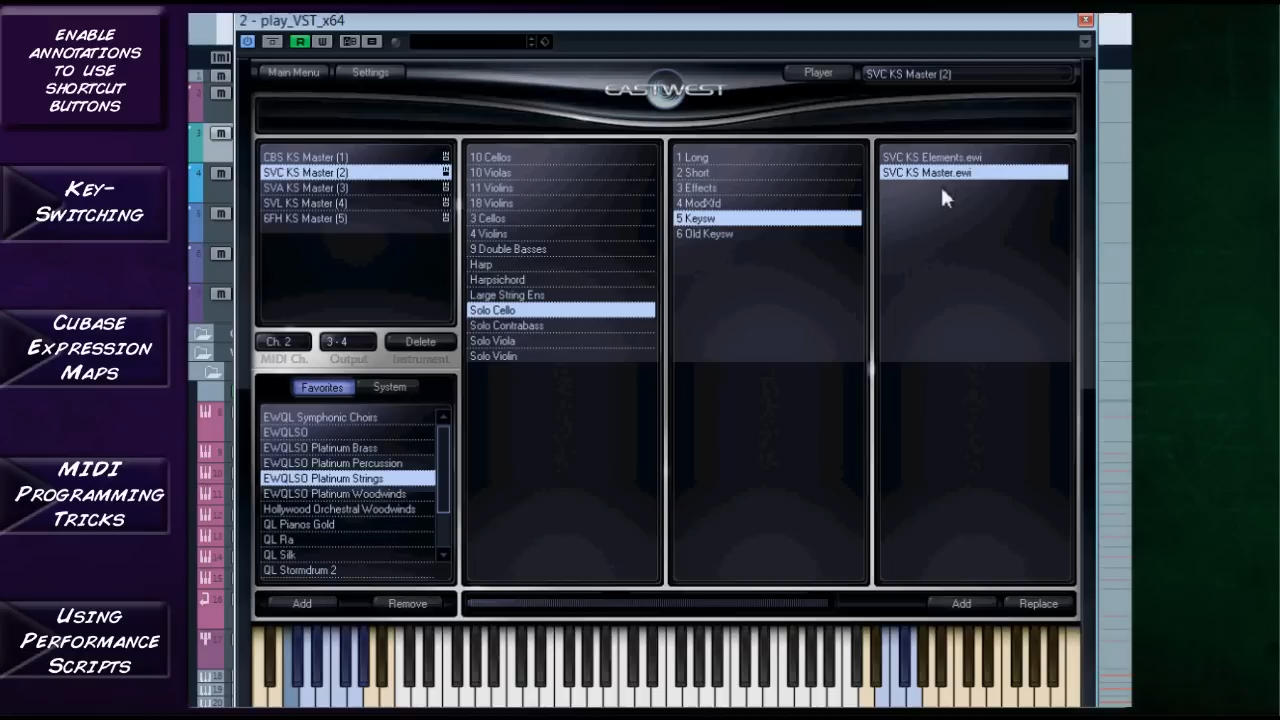 ENABLE
ANNOTATIONS
TO USE
SHORTCUT
BUTTONS
KEY-
SWITCHING
CUBASE
EXPRESSION
MAPS
MIDI
PROGRAMMING
TRICKS
USING
PERFORMANCE
SCRIPTS
2 - play_VST_x64
R W
Main Menu Settings EASTWEST Player SVC KS Master (2)
CBS KS Master (1)
SVC KS Master (2)
SVA KS Master (3)
SVL KS Master (4)
6FH KS Master (5)
Ch. 2 3 - 4 Delete
MIDI Ch. Output Instrument
Favorites System
EWQL Symphonic Choirs
EWQLSO
EWQLSO Platinum Brass
EWQLSO Platinum Percussion
EWQLSO Platinum Strings
EWQLSO Platinum Woodwinds
Hollywood Orchestral Woodwinds
QL Pianos Gold
QL Ra
QL Silk
QL Stormdrum 2
Add Remove
10 Cellos
10 Violas
11 Violins
18 Violins
3 Cellos
4 Violins
9 Double Basses
Harp
Harpsichord
Large String Ens
Solo Cello
Solo Contrabass
Solo Viola
Solo Violin
1 Long
2 Short
3 Effects
4 ModXfd
5 Keysw
6 Old Keysw
SVC KS Elements.ewi
SVC KS Master.ewi
Add Replace